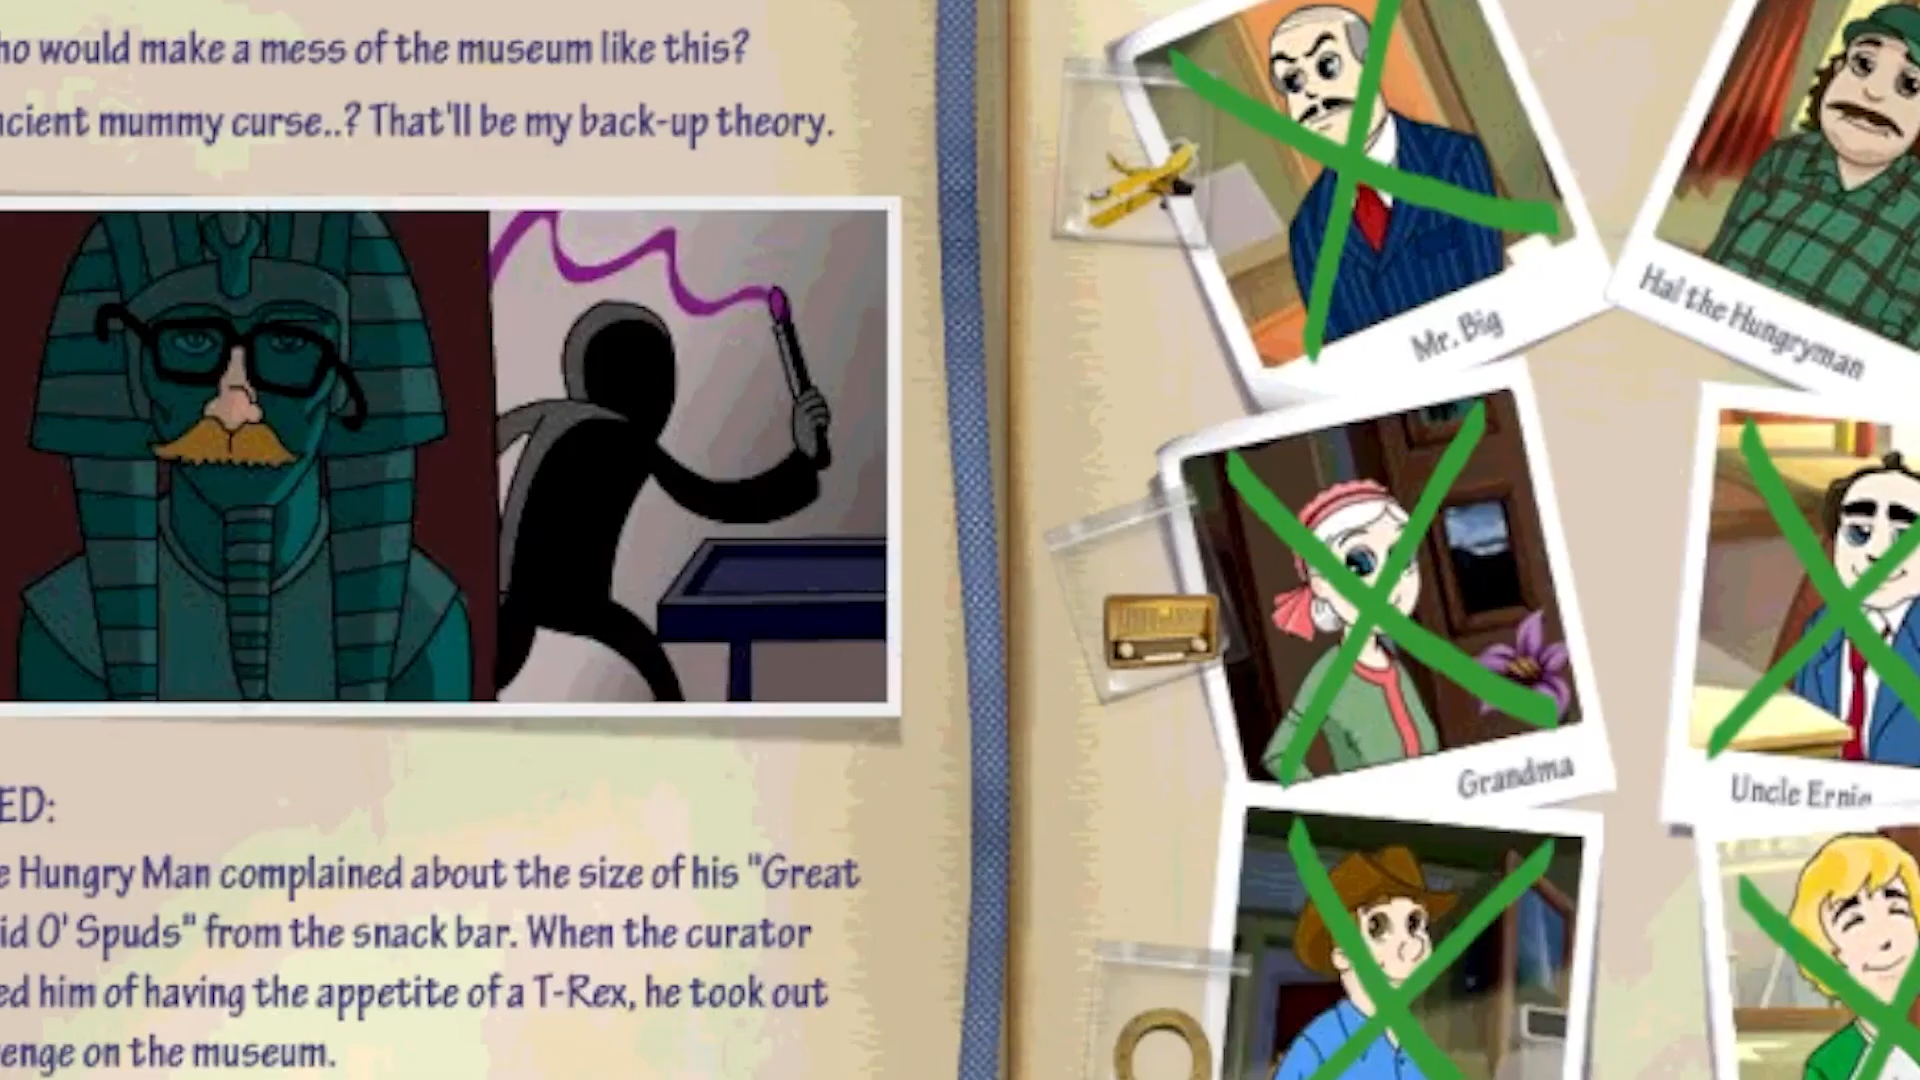 ho would make a mess of the museum like this?
ncient mummy curse..? That'll be my back-up theory.
ED:
e Hungry Man complained about the size of his "Great
id O' Spuds" from the snack bar. When the curator
ed him of having the appetite of a T-Rex, he took out
enge on the museum.
Mr. Big
Hal the Hungryman
Grandma
Uncle Ernie